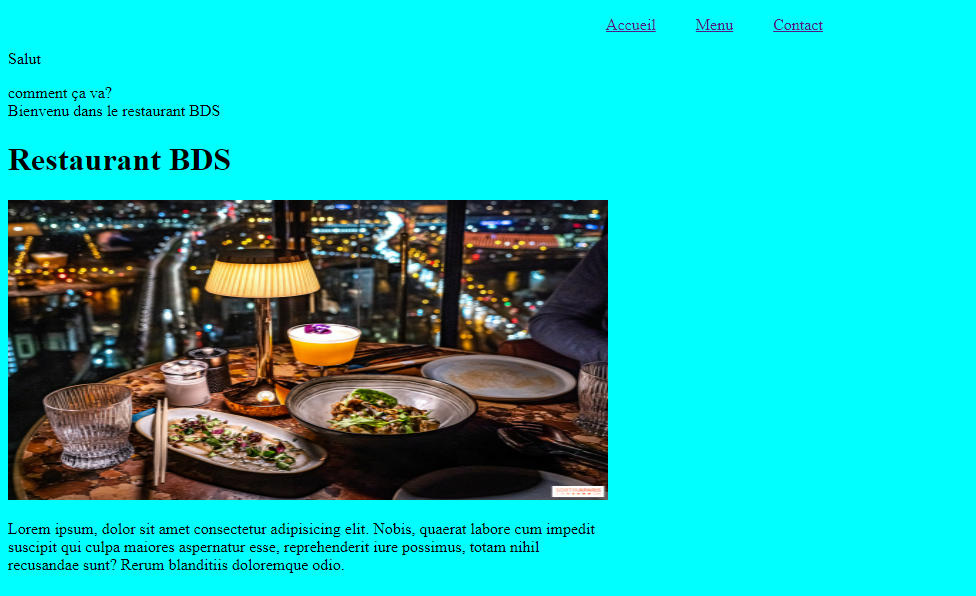 Accueil Menu Contact
Salut
comment ça va?
Bienvenu dans le restaurant BDS
Restaurant BDS
Lorem ipsum, dolor sit amet consectetur adipisicing elit. Nobis, quaerat labore cum impedit
suscipit qui culpa maiores aspernatur esse, reprehenderit iure possimus, totam nihil
recusandae sunt? Rerum blanditiis doloremque odio.